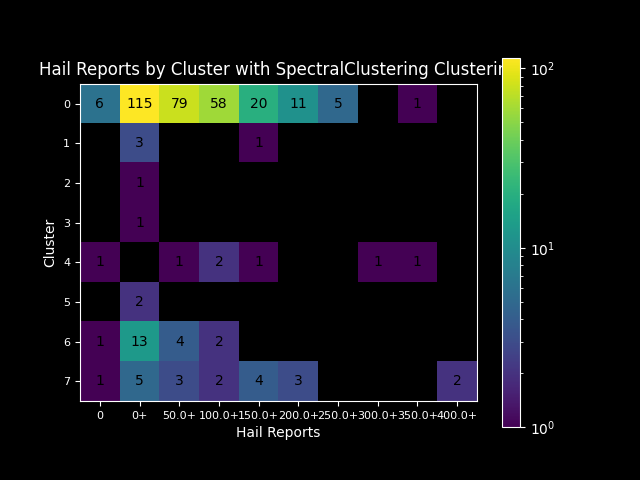 Hail Reports by Cluster with SpectralClustering Clusterin
0 6 115 79 58 20 11 5 1
1 3 1
2 1
3 1
4 1 1 2 1 1 1
5 2
6 1 13 4 2
7 1 5 3 2 4 3 2
0 0+ 50.0+ 100.0+ 150.0+ 200.0+ 250.0+ 300.0+ 350.0+ 400.0+
Hail Reports
Cluster
10²
10¹
10⁰